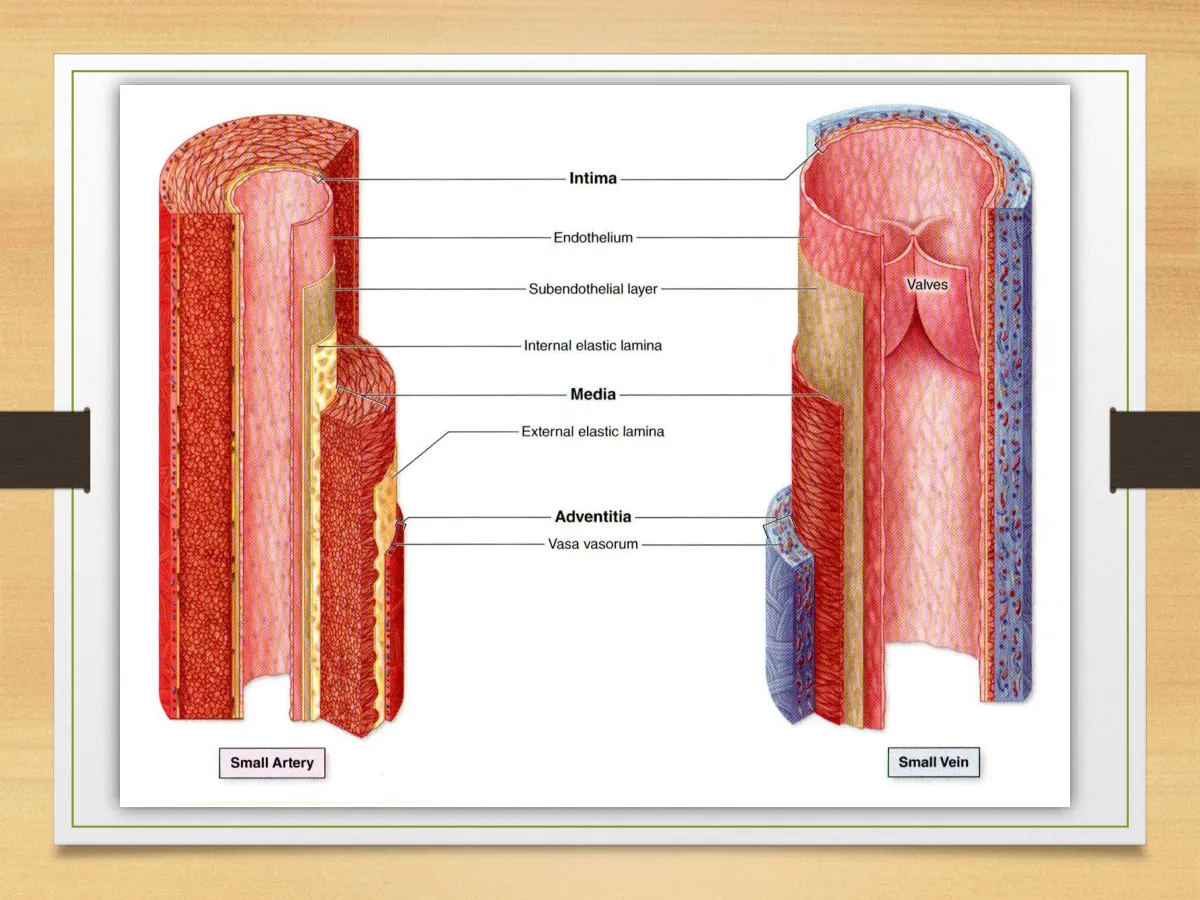 Intima
Endothelium
Subendothelial layer
Valves
Internal elastic lamina
Media
External elastic lamina
Adventitia
Vasa vasorum
Small Artery
Small Vein